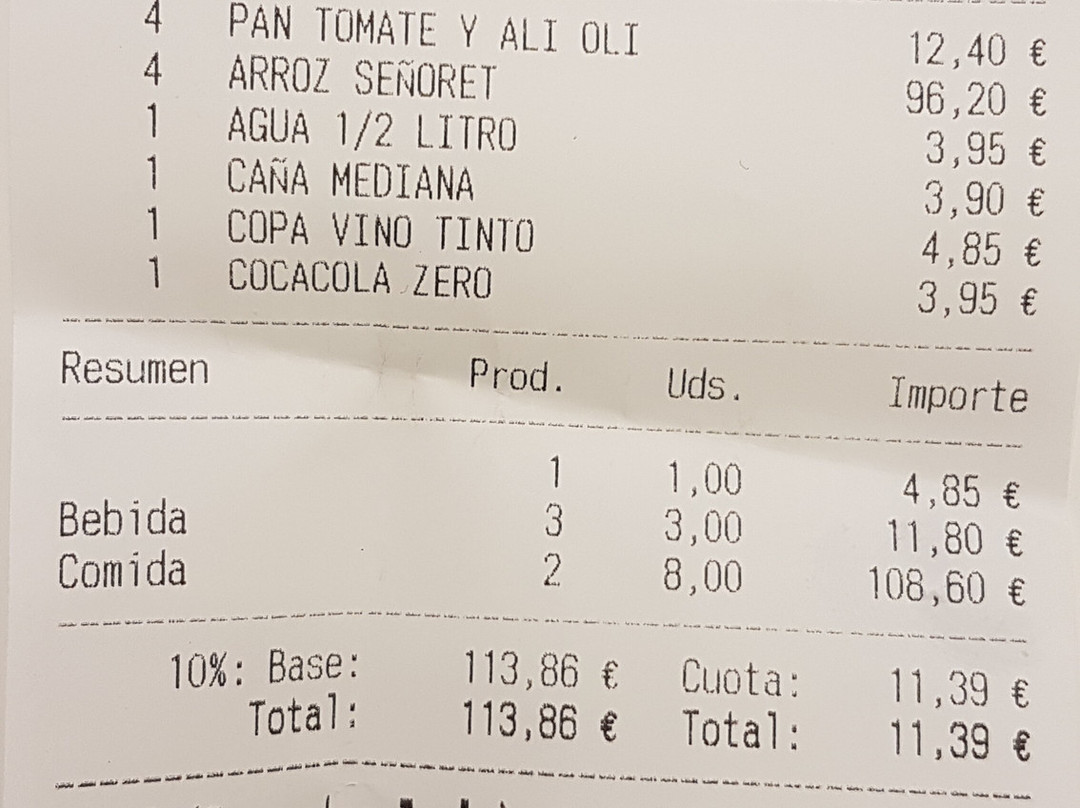 4 PAN TOMATE Y ALI OLI 12,40 €
4 ARROZ SEÑORET 96,20 €
1 AGUA 1/2 LITRO 3,95 €
1 CAÑA MEDIANA 3,90 €
1 COPA VINO TINTO 4,85 €
1 COCACOLA ZERO 3,95 €
Resumen Prod. Uds. Importe
1 1,00 4,85 €
Bebida 3 3,00 11,80 €
Comida 2 8,00 108,60 €
10%: Base: 113,86 € Cuota: 11,39 €
Total: 113,86 € Total: 11,39 €